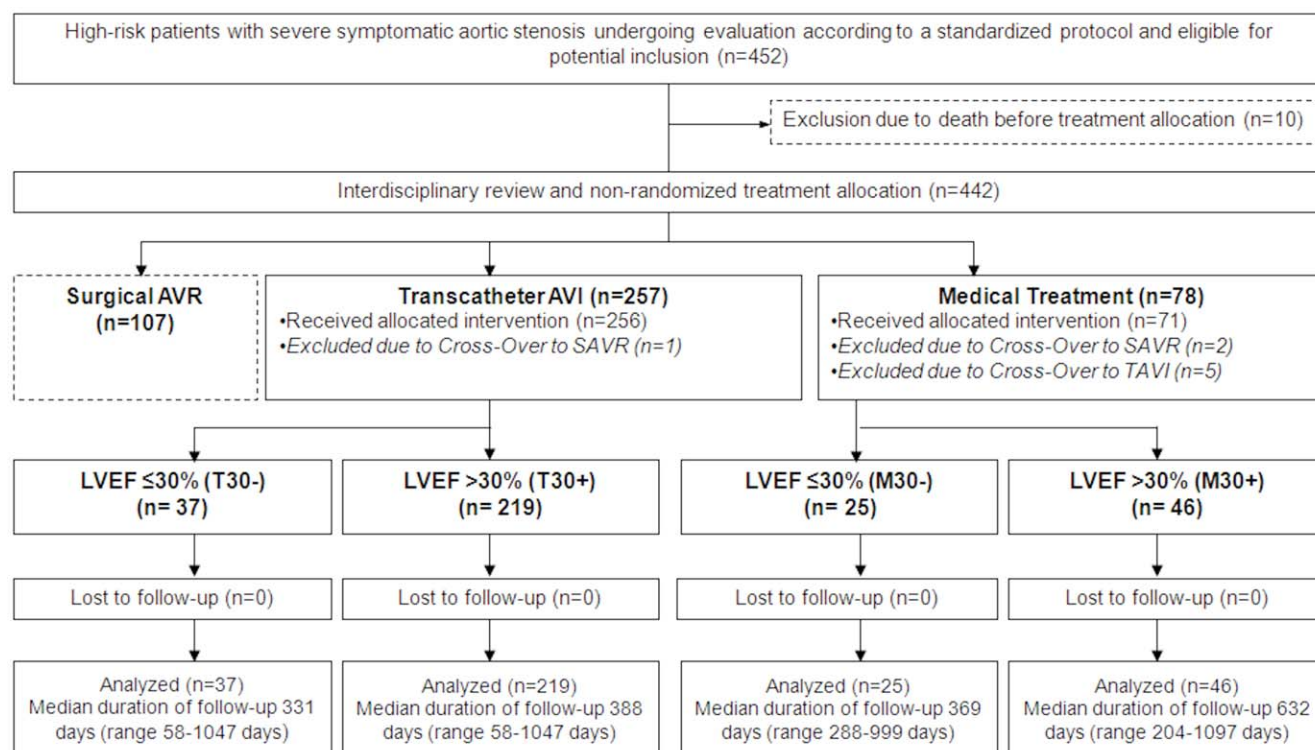 High-risk patients with severe symptomatic aortic stenosis undergoing evaluation according to a standardized protocol and eligible for
potential inclusion (n=452)
Exclusion due to death before treatment allocation (n=10)
Interdisciplinary review and non-randomized treatment allocation (n=442)
Surgical AVR
(n=107)
Transcatheter AVI (n=257)
•Received allocated intervention (n=256)
•Excluded due to Cross-Over to SAVR (n=1)
Medical Treatment (n=78)
•Received allocated intervention (n=71)
•Excluded due to Cross-Over to SAVR (n=2)
•Excluded due to Cross-Over to TAVI (n=5)
LVEF ≤30% (T30-)
(n= 37)
LVEF >30% (T30+)
(n= 219)
LVEF ≤30% (M30-)
(n= 25)
LVEF >30% (M30+)
(n= 46)
Lost to follow-up (n=0)
Lost to follow-up (n=0)
Lost to follow-up (n=0)
Lost to follow-up (n=0)
Analyzed (n=37)
Median duration of follow-up 331
days (range 58-1047 days)
Analyzed (n=219)
Median duration of follow-up 388
days (range 58-1047 days)
Analyzed (n=25)
Median duration of follow-up 369
days (range 288-999 days)
Analyzed (n=46)
Median duration of follow-up 632
days (range 204-1097 days)